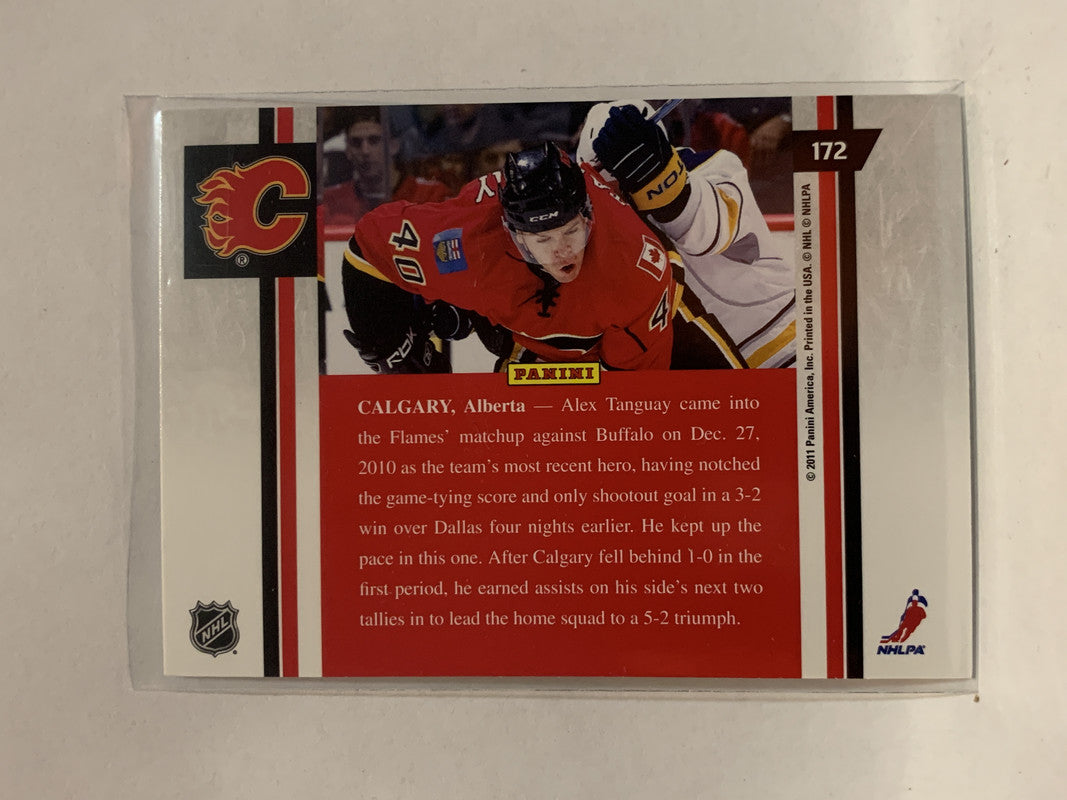 172
C
®
40
CCM
4
TON
RBK
PANINI
CALGARY, Alberta — Alex Tanguay came into
the Flames' matchup against Buffalo on Dec. 27,
2010 as the team's most recent hero, having notched
the game-tying score and only shootout goal in a 3-2
win over Dallas four nights earlier. He kept up the
pace in this one. After Calgary fell behind 1-0 in the
first period, he earned assists on his side's next two
tallies in to lead the home squad to a 5-2 triumph.
© 2011 Panini America, Inc. Printed in the USA. © NHL © NHLPA
NHL
NHLPA